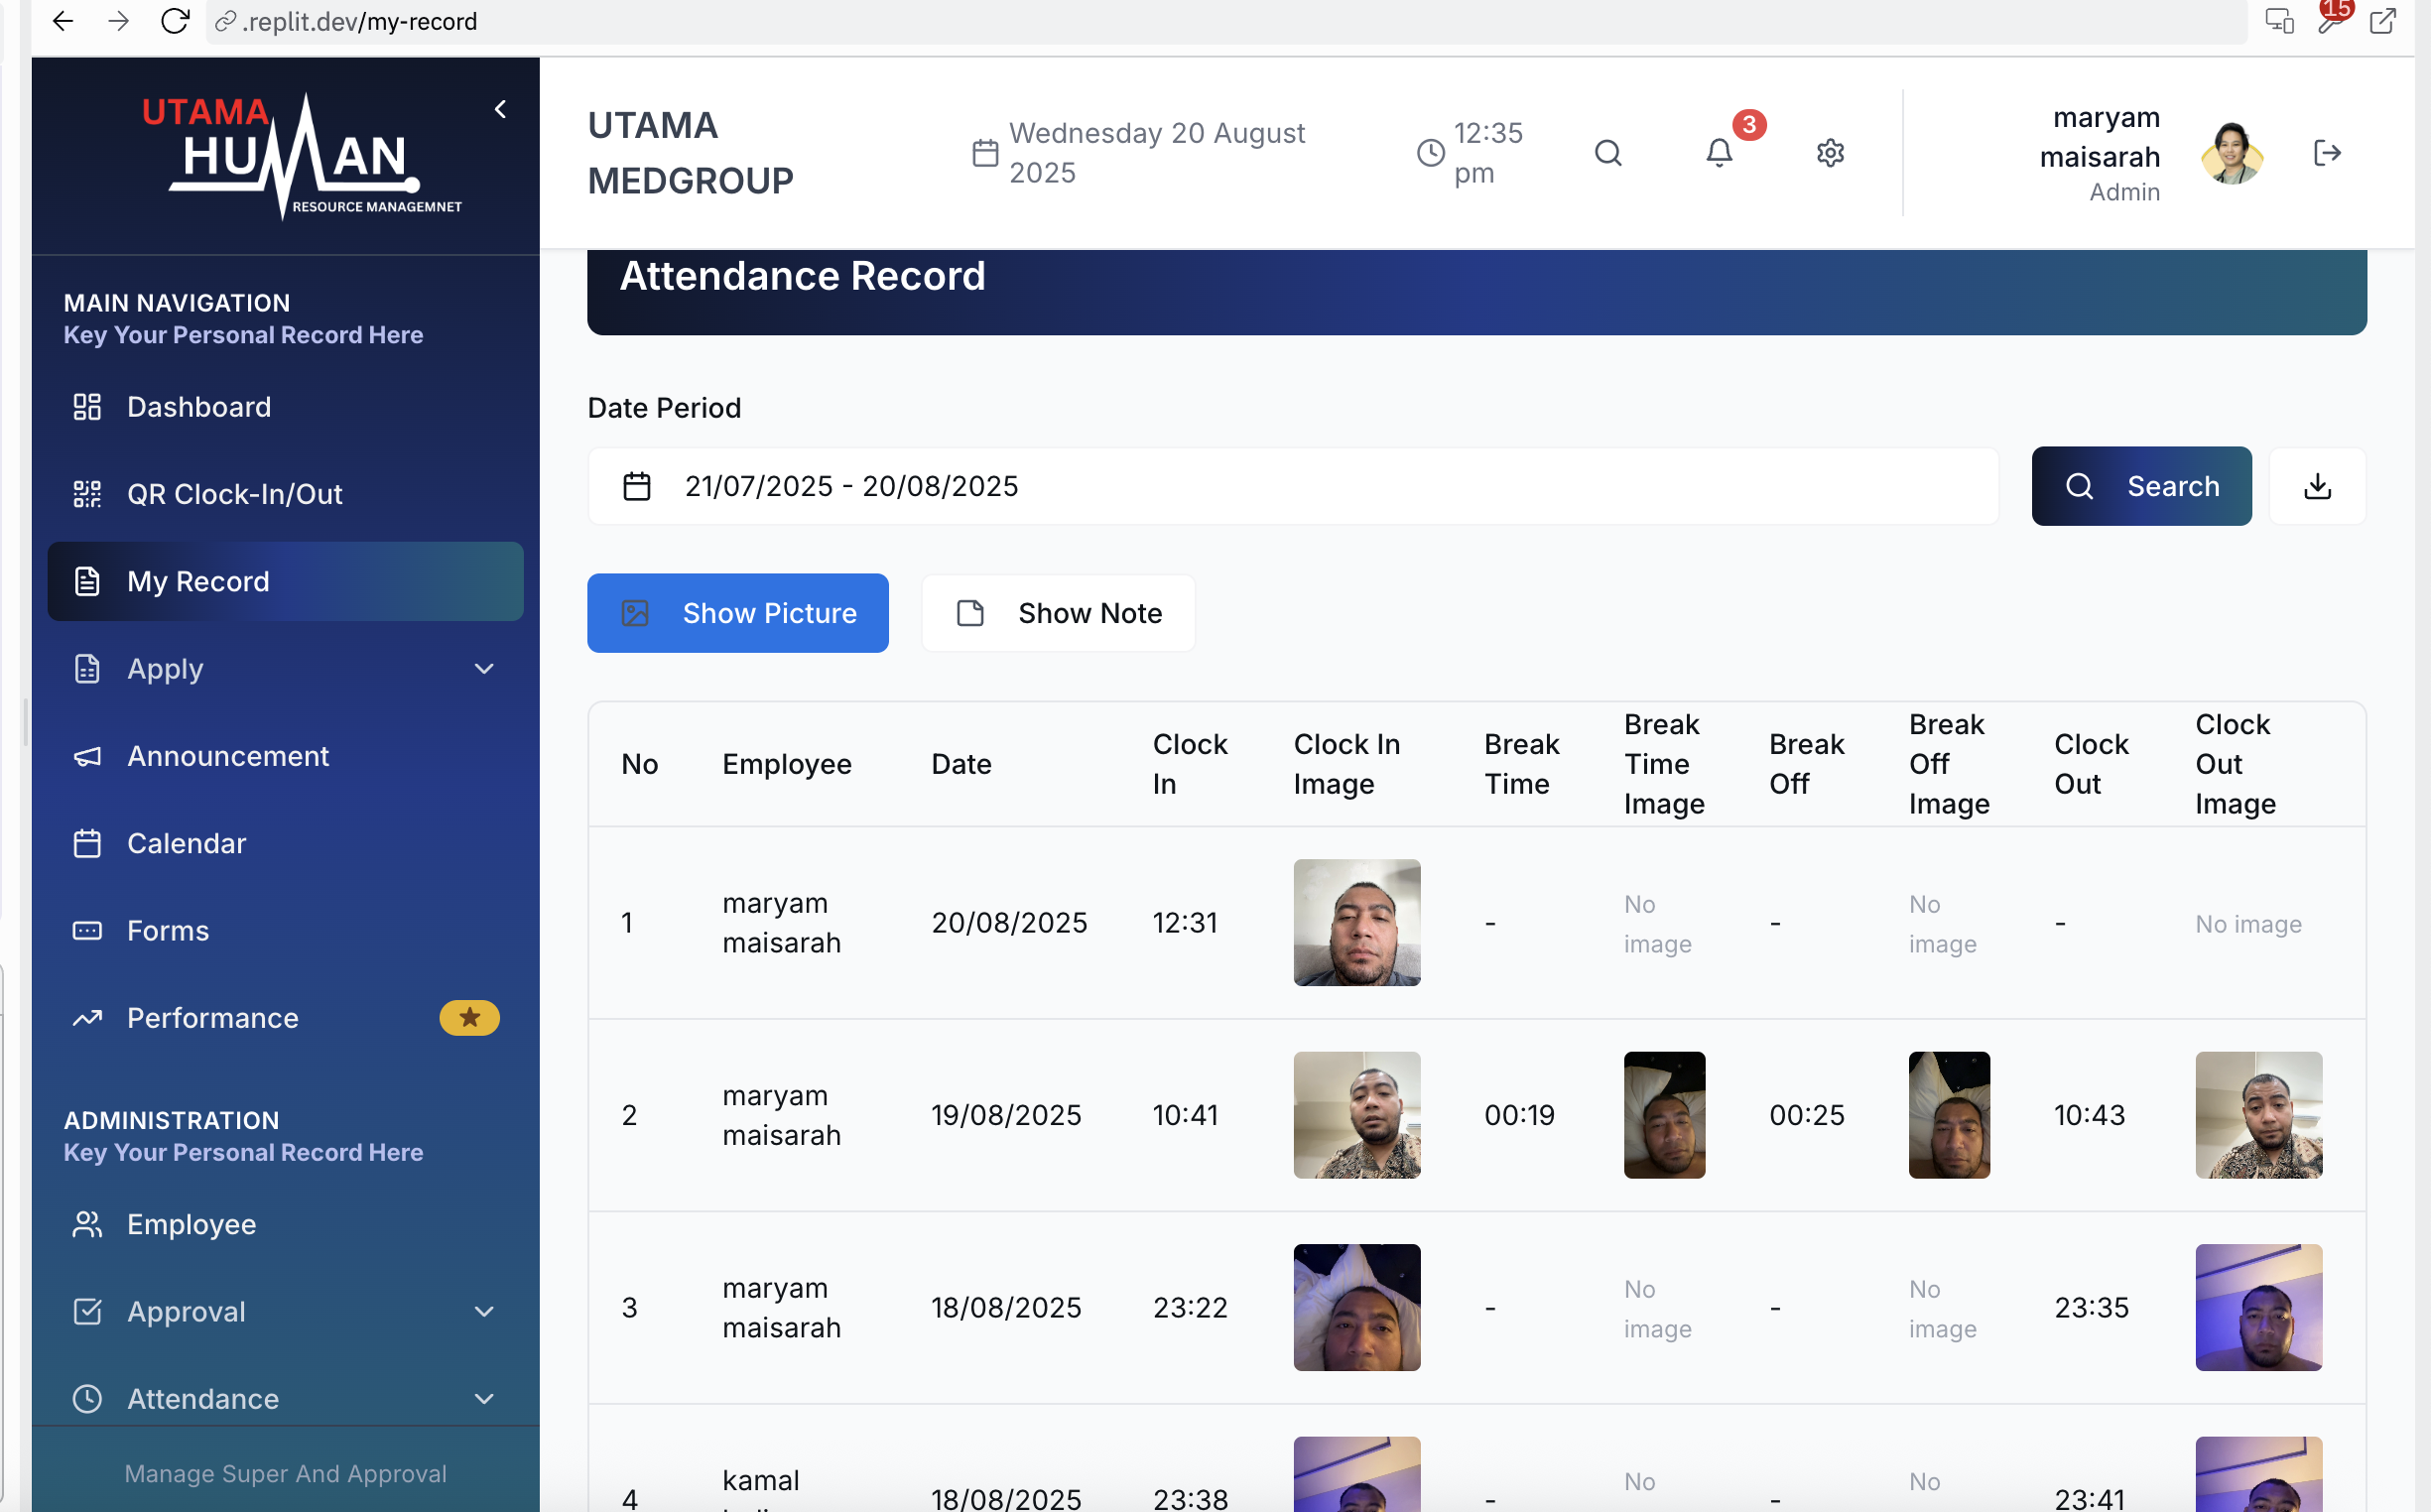 .replit.dev/my-record
15
UTAMA
HUMAN
RESOURCE MANAGEMNET
UTAMA
MEDGROUP
Wednesday 20 August
2025
12:35
pm
3
maryam
maisarah
Admin
MAIN NAVIGATION
Key Your Personal Record Here
Dashboard
QR Clock-In/Out
My Record
Apply
Announcement
Calendar
Forms
Performance
ADMINISTRATION
Key Your Personal Record Here
Employee
Approval
Attendance
Manage Super And Approval
Attendance Record
Date Period
21/07/2025 - 20/08/2025
Search
Show Picture
Show Note
No
Employee
Date
Clock
In
Clock In
Image
Break
Time
Break
Time
Image
Break
Off
Break
Off
Image
Clock
Out
Clock
Out
Image
1
maryam
maisarah
20/08/2025
12:31
-
No
image
-
No
image
-
No image
2
maryam
maisarah
19/08/2025
10:41
00:19
00:25
10:43
3
maryam
maisarah
18/08/2025
23:22
-
No
image
-
No
image
23:35
4
kamal
18/08/2025
23:38
-
No
-
No
23:41